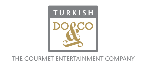 TURKISH
DO&CO
&
THE GOURMET ENTERTAINMENT COMPANY